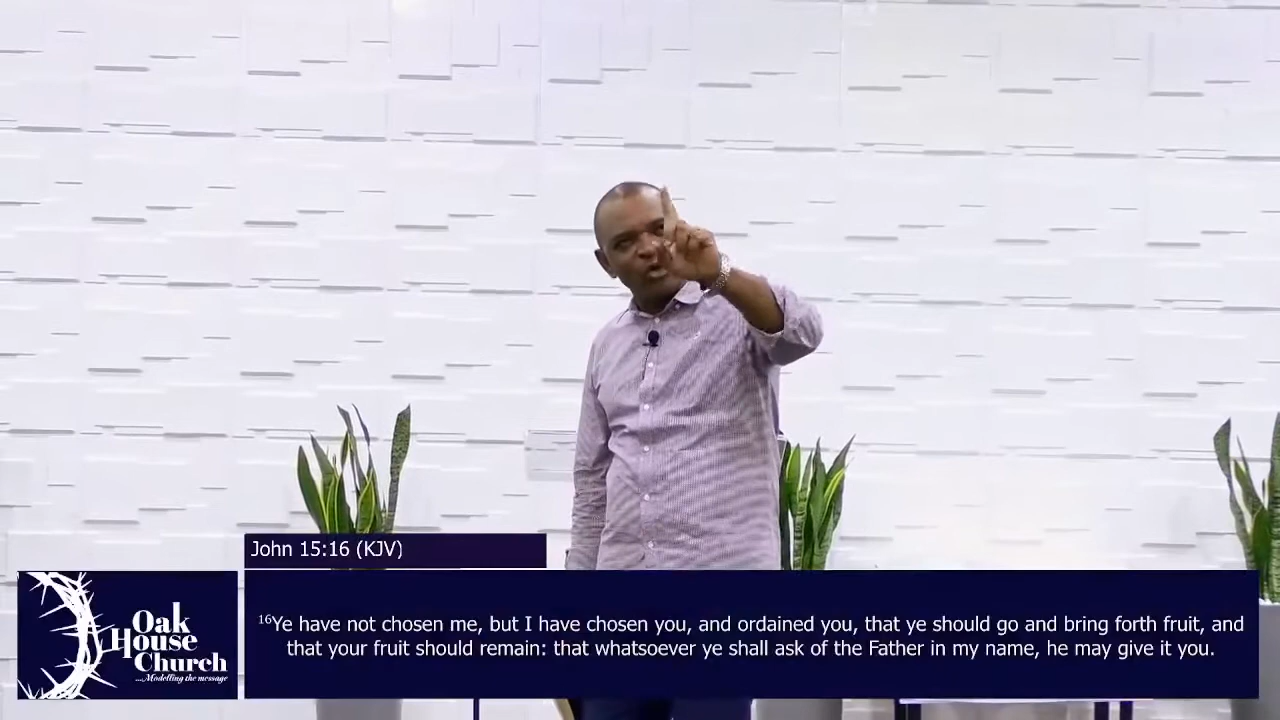 John 15:16 (KJV)
16Ye have not chosen me, but I have chosen you, and ordained you, that ye should go and bring forth fruit, and
that your fruit should remain: that whatsoever ye shall ask of the Father in my name, he may give it you.
Oak
House
Church
...Modelling the message